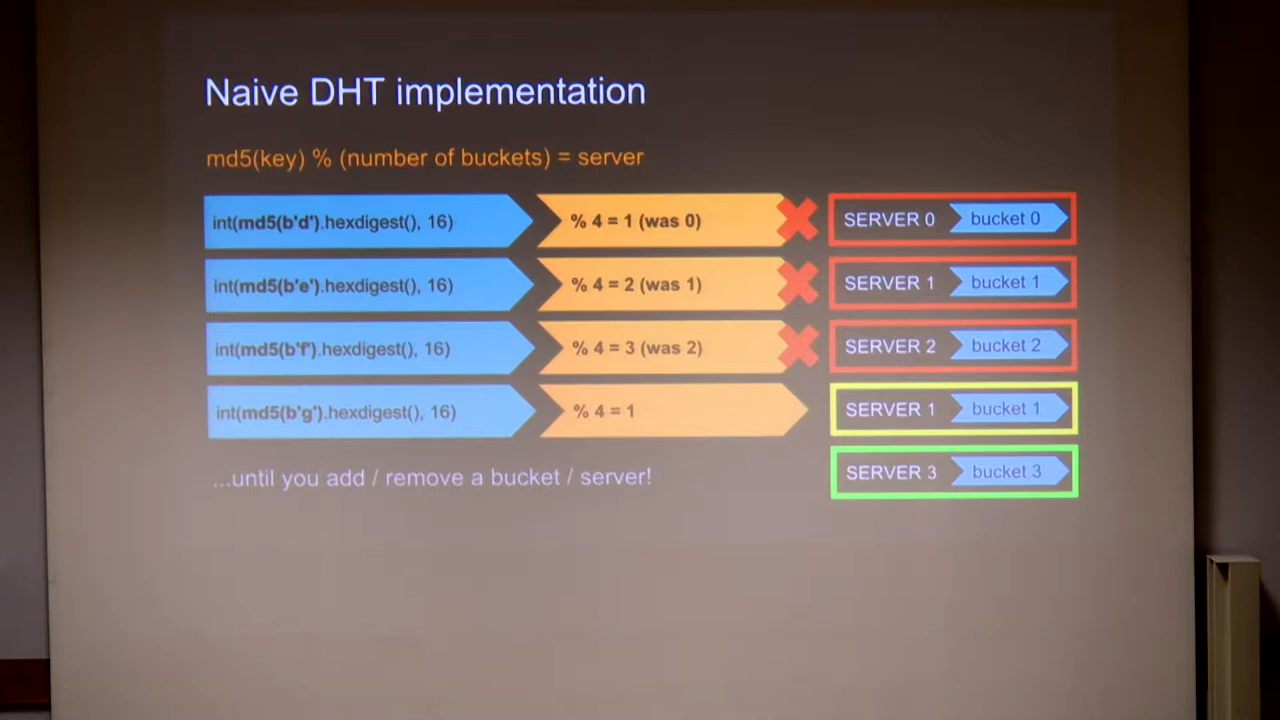 Naive DHT implementation
md5(key) % (number of buckets) = server
int(md5(b'd').hexdigest(), 16) % 4 = 1 (was 0) SERVER 0 bucket 0
int(md5(b'e').hexdigest(), 16) % 4 = 2 (was 1) SERVER 1 bucket 1
int(md5(b'f').hexdigest(), 16) % 4 = 3 (was 2) SERVER 2 bucket 2
int(md5(b'g').hexdigest(), 16) % 4 = 1 SERVER 1 bucket 1
...until you add / remove a bucket / server! SERVER 3 bucket 3